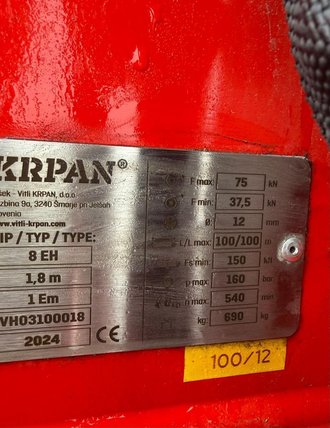 KRPAN®
šek - Vitli KRPAN, d.o.o.
zbina 9a, 3240 Šmarje pri Jelšah
ovenia
www.vitli-krpan.com
IP / TYP / TYPE:
8 EH
1,8 m
1 Em
VH03100018
2024
CE
F max: 75 kN
F min: 37,5 kN
Ø: 12 mm
L/L max: 100/100 m
Fs min: 150 kN
p max: 160 bar
n max: 540 min
kg: 690 kg
100/12